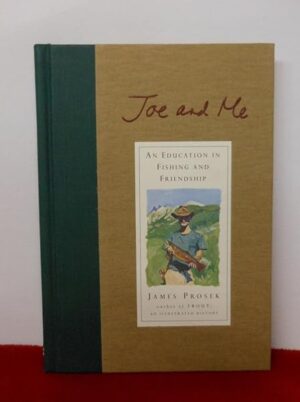 Joe and Me
AN EDUCATION IN
FISHING AND
FRIENDSHIP
JAMES PROSEK
author of TROUT:
AN ILLUSTRATED HISTORY